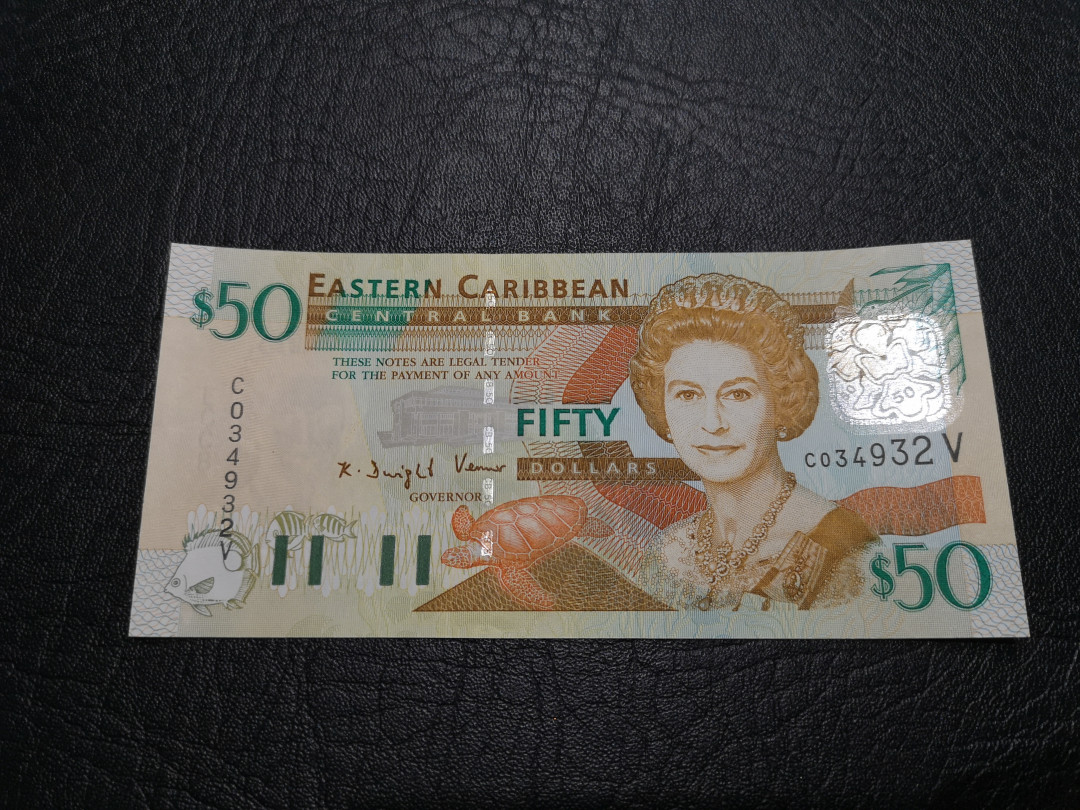 $50
EASTERN CARIBBEAN
CENTRAL BANK
THESE NOTES ARE LEGAL TENDER
FOR THE PAYMENT OF ANY AMOUNT
C034932V
FIFTY
DOLLARS
K. Dwight Venner
GOVERNOR
C034932V
$50